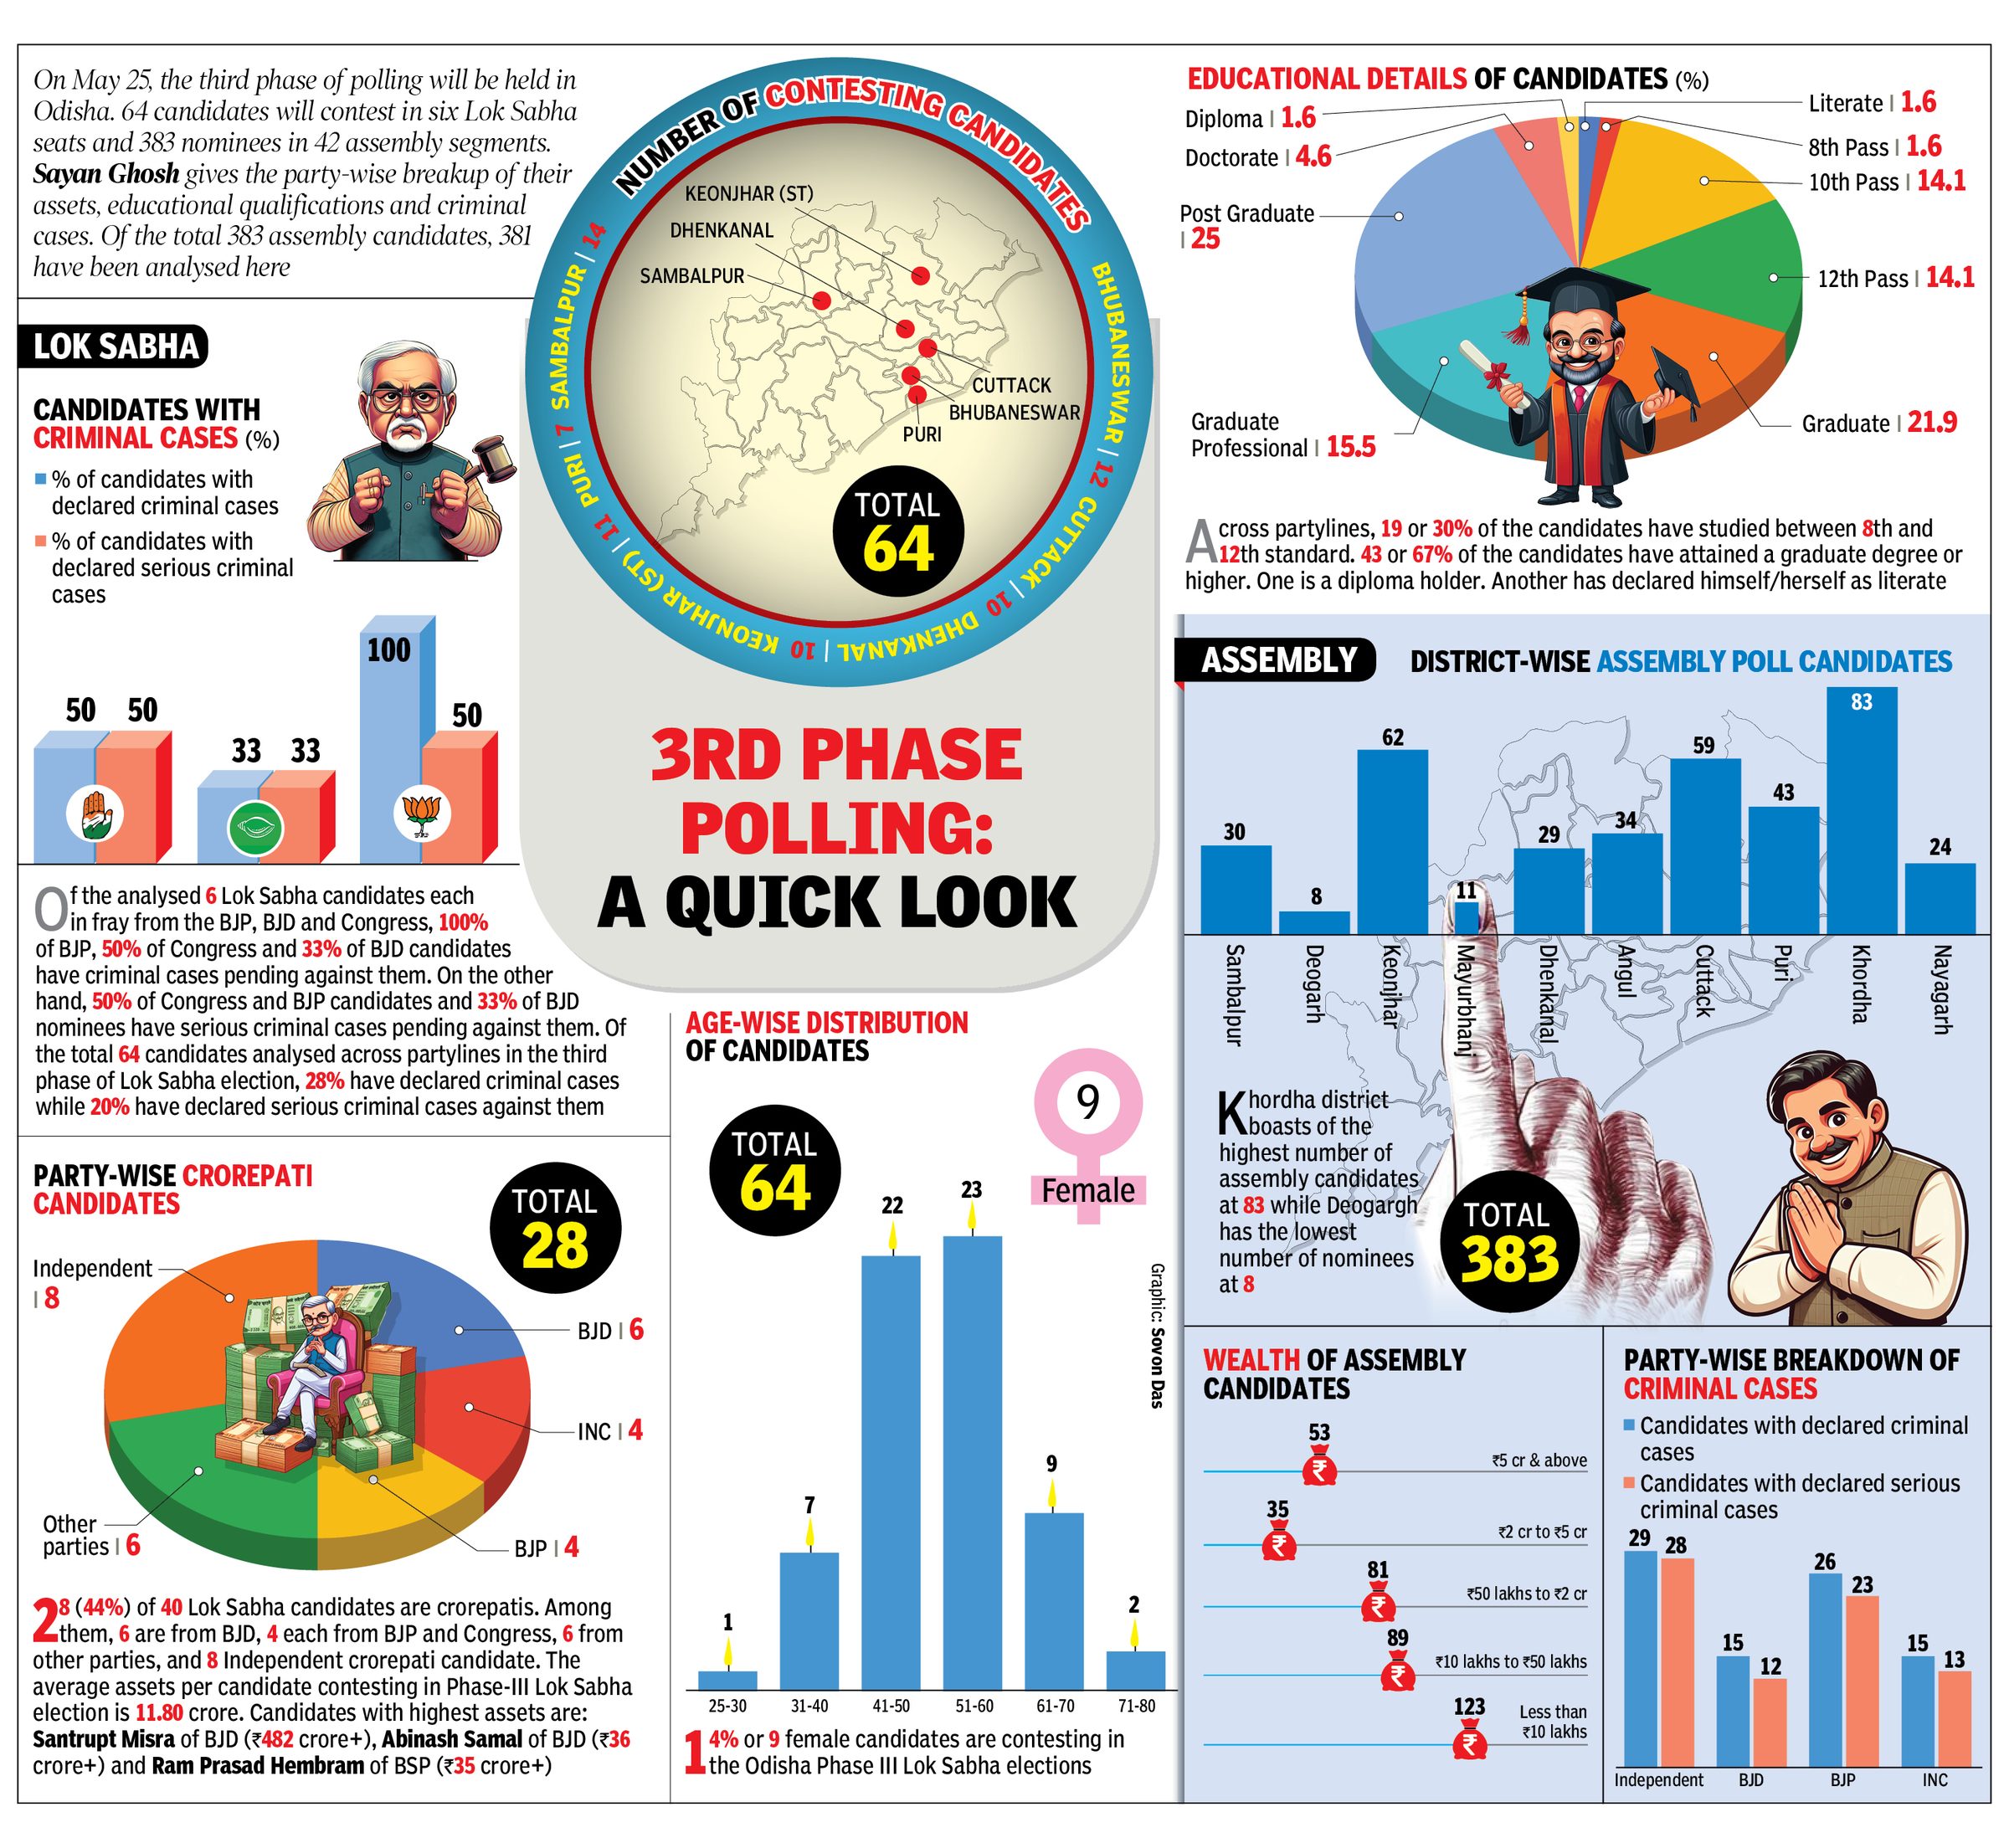 On May 25, the third phase of polling will be held in
Odisha. 64 candidates will contest in six Lok Sabha
seats and 383 nominees in 42 assembly segments.
Sayan Ghosh gives the party-wise breakup of their
assets, educational qualifications and criminal
cases. Of the total 383 assembly candidates, 381
have been analysed here
NUMBER OF CONTESTING CANDIDATES
BHUBANESWAR | 12
CUTTACK | 10
DHENKANAL | 10
KEONJHAR (ST) | 11
PURI | 7
SAMBALPUR | 14
KEONJHAR (ST)
DHENKANAL
SAMBALPUR
CUTTACK
BHUBANESWAR
PURI
TOTAL
64
3RD PHASE
POLLING:
A QUICK LOOK
LOK SABHA
CANDIDATES WITH
CRIMINAL CASES (%)
% of candidates with
declared criminal cases
% of candidates with
declared serious criminal
cases
50 50
33 33
100
50
Of the analysed 6 Lok Sabha candidates each
in fray from the BJP, BJD and Congress, 100%
of BJP, 50% of Congress and 33% of BJD candidates
have criminal cases pending against them. On the other
hand, 50% of Congress and BJP candidates and 33% of BJD
nominees have serious criminal cases pending against them. Of
the total 64 candidates analysed across partylines in the third
phase of Lok Sabha election, 28% have declared criminal cases
while 20% have declared serious criminal cases against them
PARTY-WISE CROREPATI
CANDIDATES
TOTAL
28
Independent
| 8
BJD | 6
INC | 4
BJP | 4
Other
parties | 6
28 (44%) of 40 Lok Sabha candidates are crorepatis. Among
them, 6 are from BJD, 4 each from BJP and Congress, 6 from
other parties, and 8 Independent crorepati candidate. The
average assets per candidate contesting in Phase-III Lok Sabha
election is 11.80 crore. Candidates with highest assets are:
Santrupt Misra of BJD (₹482 crore+), Abinash Samal of BJD (₹36
crore+) and Ram Prasad Hembram of BSP (₹35 crore+)
AGE-WISE DISTRIBUTION
OF CANDIDATES
TOTAL
64
9
Female
1
7
22
23
9
2
25-30
31-40
41-50
51-60
61-70
71-80
14% or 9 female candidates are contesting in
the Odisha Phase III Lok Sabha elections
Graphic: Sovon Das
EDUCATIONAL DETAILS OF CANDIDATES (%)
Diploma | 1.6
Doctorate | 4.6
Post Graduate
| 25
Graduate
Professional | 15.5
Literate | 1.6
8th Pass | 1.6
10th Pass | 14.1
12th Pass | 14.1
Graduate | 21.9
Across partylines, 19 or 30% of the candidates have studied between 8th and
12th standard. 43 or 67% of the candidates have attained a graduate degree or
higher. One is a diploma holder. Another has declared himself/herself as literate
ASSEMBLY
DISTRICT-WISE ASSEMBLY POLL CANDIDATES
30
8
62
11
29
34
59
43
83
24
Sambalpur
Deogarh
Keonjhar
Mayurbhanj
Dhenkanal
Angul
Cuttack
Puri
Khordha
Nayagarh
Khordha district
boasts of the
highest number of
assembly candidates
at 83 while Deogargh
has the lowest
number of nominees
at 8
TOTAL
383
WEALTH OF ASSEMBLY
CANDIDATES
53
₹5 cr & above
35
₹2 cr to ₹5 cr
81
₹50 lakhs to ₹2 cr
89
₹10 lakhs to ₹50 lakhs
123
Less than
₹10 lakhs
PARTY-WISE BREAKDOWN OF
CRIMINAL CASES
Candidates with declared criminal
cases
Candidates with declared serious
criminal cases
29 28
15 12
26 23
15 13
Independent
BJD
BJP
INC